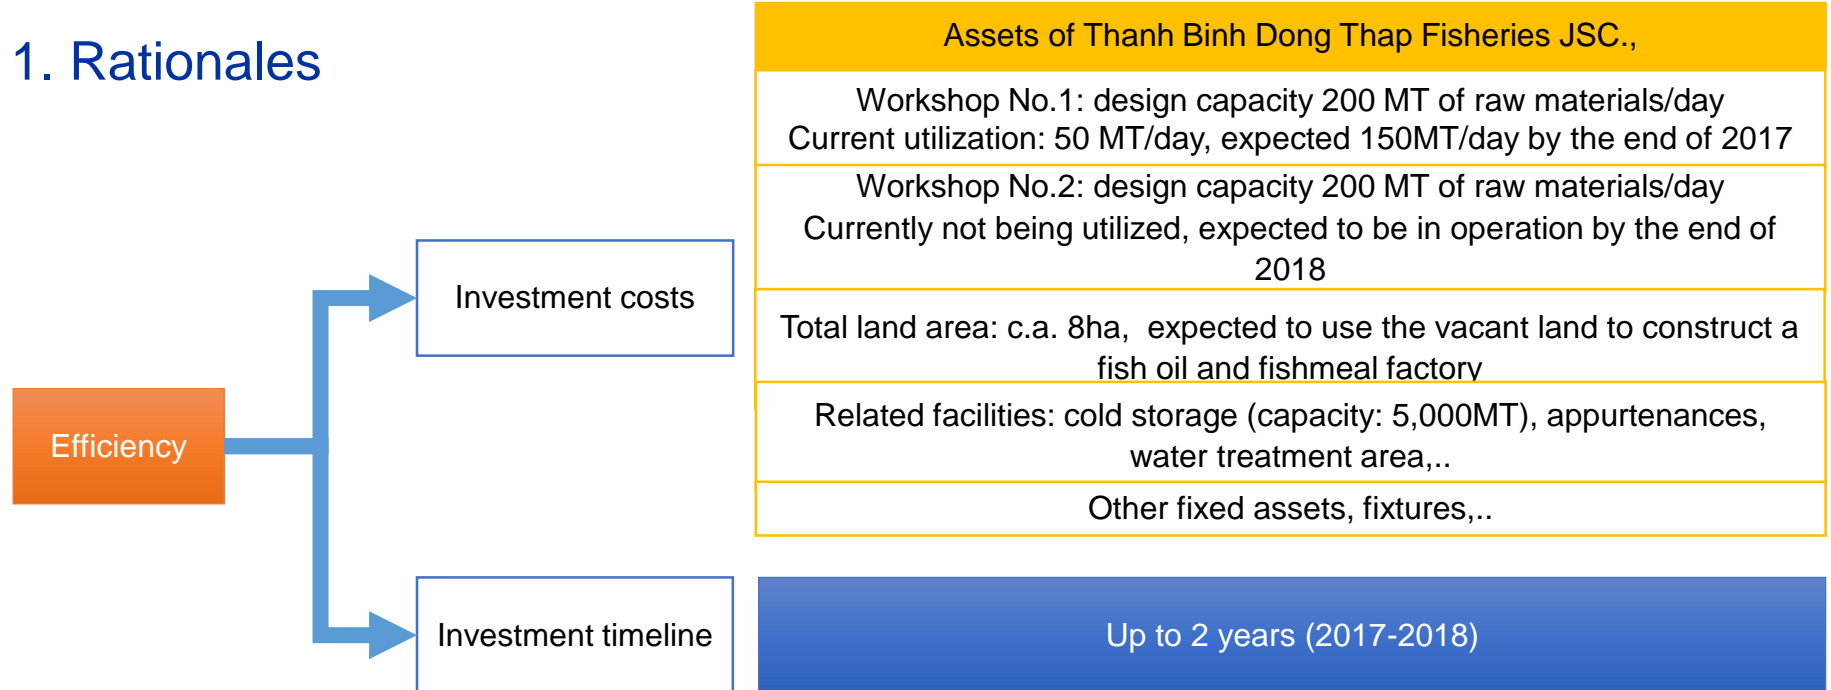 1. Rationales
Assets of Thanh Binh Dong Thap Fisheries JSC.,
Workshop No.1: design capacity 200 MT of raw materials/day
Current utilization: 50 MT/day, expected 150MT/day by the end of 2017
Workshop No.2: design capacity 200 MT of raw materials/day
Currently not being utilized, expected to be in operation by the end of
2018
Total land area: c.a. 8ha, expected to use the vacant land to construct a
fish oil and fishmeal factory
Related facilities: cold storage (capacity: 5,000MT), appurtenances,
water treatment area,..
Other fixed assets, fixtures,..
Investment costs
Efficiency
Investment timeline
Up to 2 years (2017-2018)